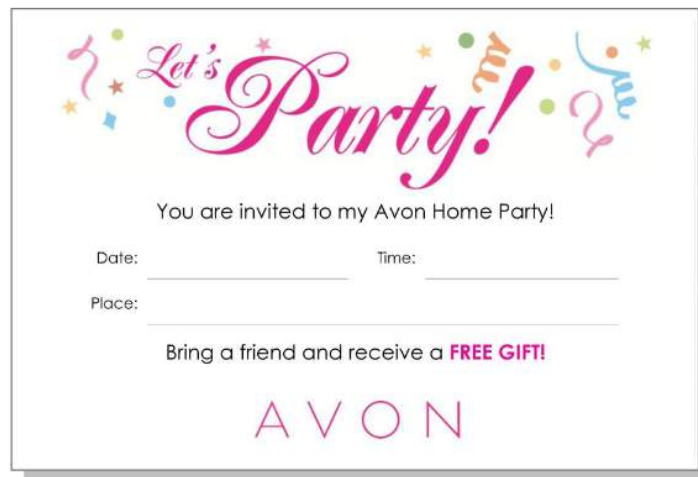 Let's Party!
You are invited to my Avon Home Party!
Date: Time:
Place:
Bring a friend and receive a FREE GIFT!
AVON